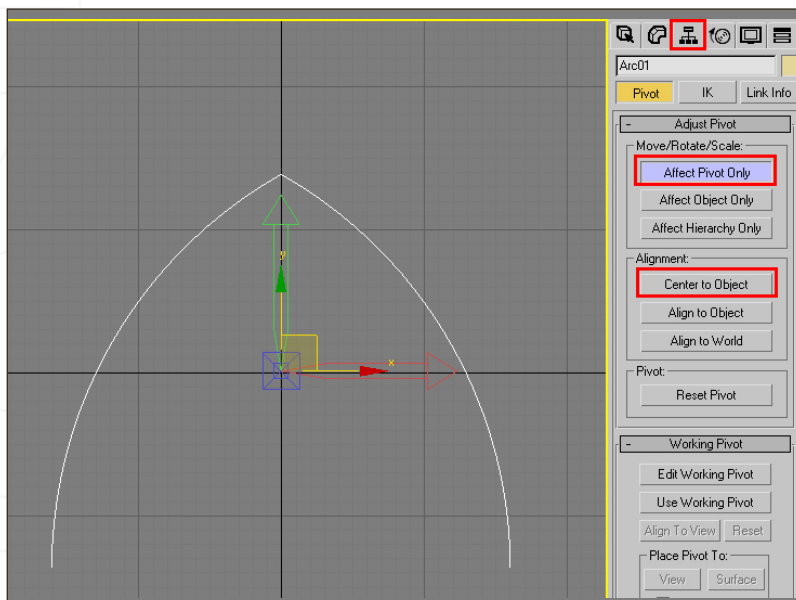 Arc01
Pivot IK Link Info
- Adjust Pivot
Move/Rotate/Scale:
Affect Pivot Only
Affect Object Only
Affect Hierarchy Only
Alignment:
Center to Object
Align to Object
Align to World
Pivot:
Reset Pivot
- Working Pivot
Edit Working Pivot
Use Working Pivot
Align To View Reset
Place Pivot To:
View Surface
y
x